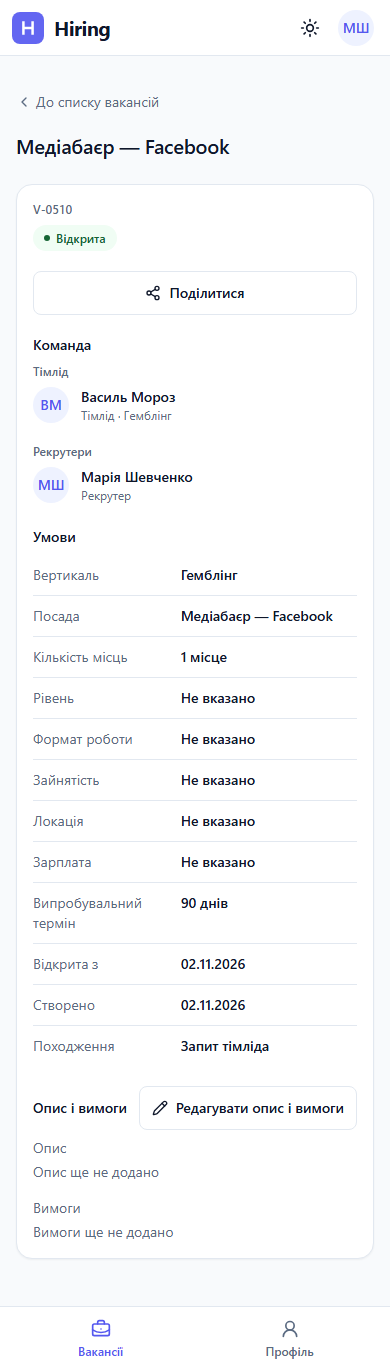 H Hiring МШ
До списку вакансій
Медіабаєр — Facebook
V-0510
Відкрита
Поділитися
Команда
Тімлід
ВМ
Василь Мороз
Тімлід · Гемблінг
Рекрутери
МШ
Марія Шевченко
Рекрутер
Умови
Вертикаль Гемблінг
Посада Медіабаєр — Facebook
Кількість місць 1 місце
Рівень Не вказано
Формат роботи Не вказано
Зайнятість Не вказано
Локація Не вказано
Зарплата Не вказано
Випробувальний 90 днів
термін
Відкрита з 02.11.2026
Створено 02.11.2026
Походження Запит тімліда
Опис і вимоги Редагувати опис і вимоги
Опис
Опис ще не додано
Вимоги
Вимоги ще не додано
Вакансії Профіль